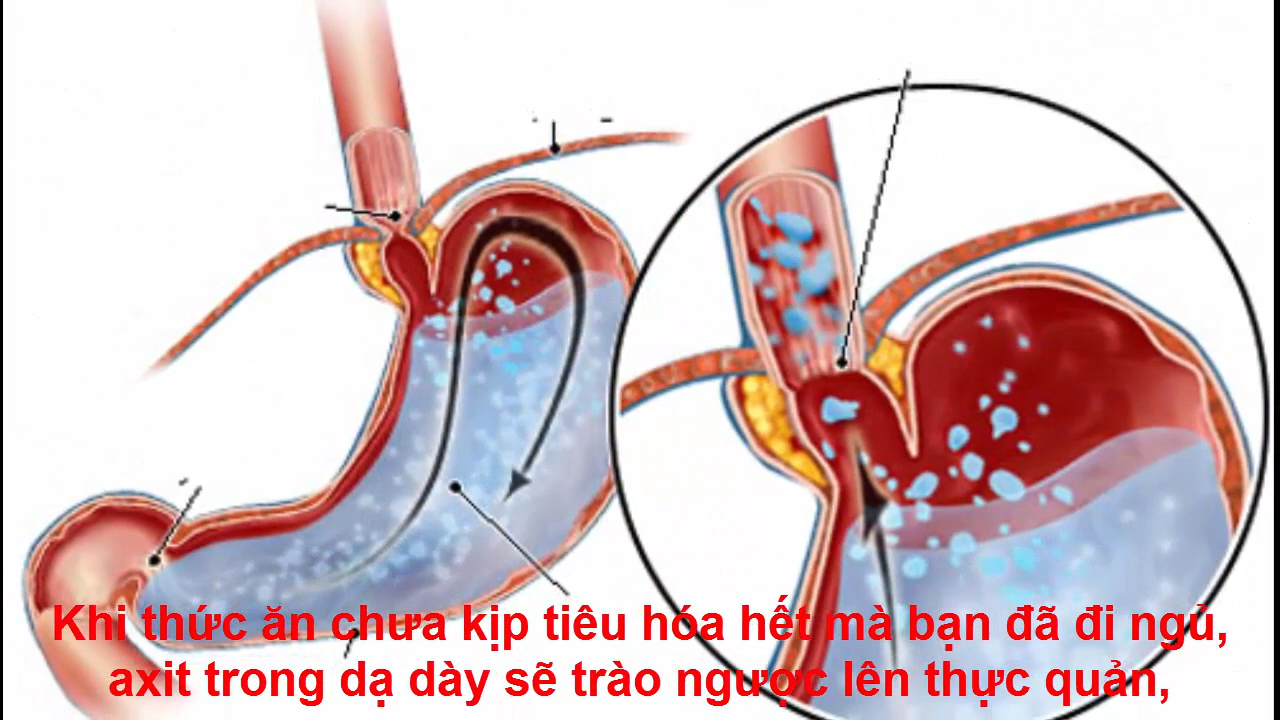 Khi thức ăn chưa kịp tiêu hóa hết mà bạn đã đi ngủ,
axit trong dạ dày sẽ trào ngược lên thực quản,